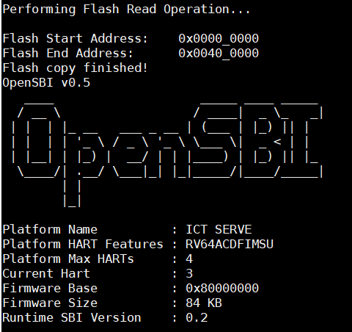 Performing Flash Read Operation...
Flash Start Address: 0x0000_0000
Flash End Address: 0x0040_0000
Flash copy finished!
OpenSBI v0.5
OpenSBI
Platform Name : ICT SERVE
Platform HART Features : RV64ACDFIMSU
Platform Max HARTs : 4
Current Hart : 3
Firmware Base : 0x80000000
Firmware Size : 84 KB
Runtime SBI Version : 0.2